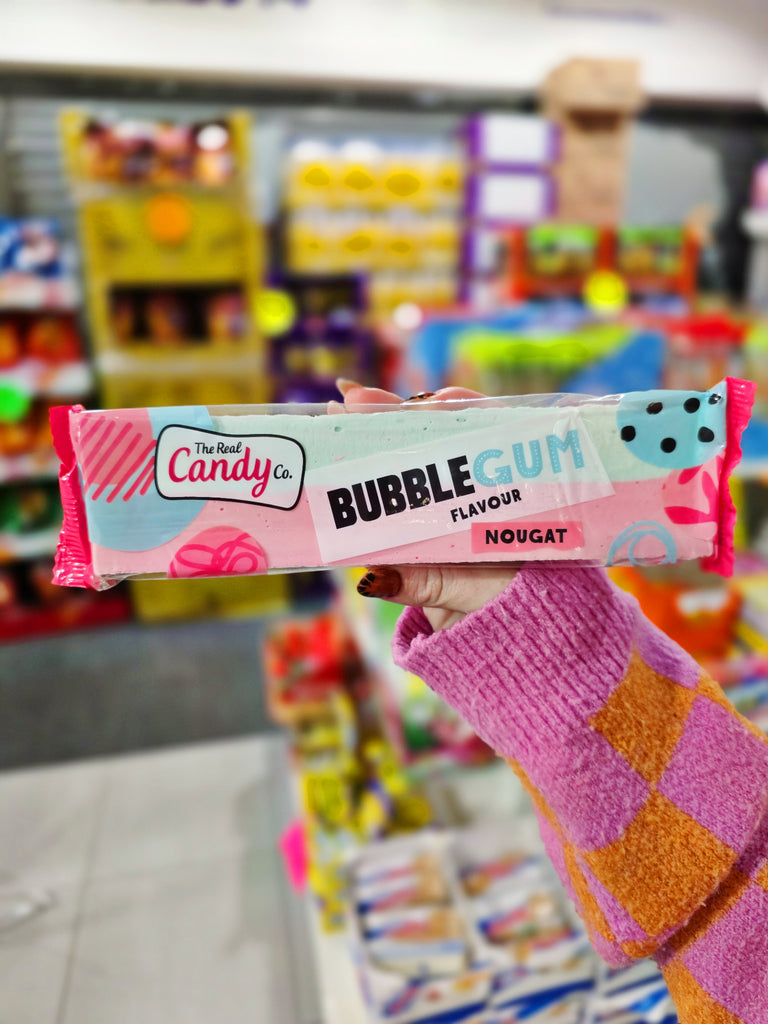 The Real
Candy Co.
BUBBLEGUM
FLAVOUR
NOUGAT